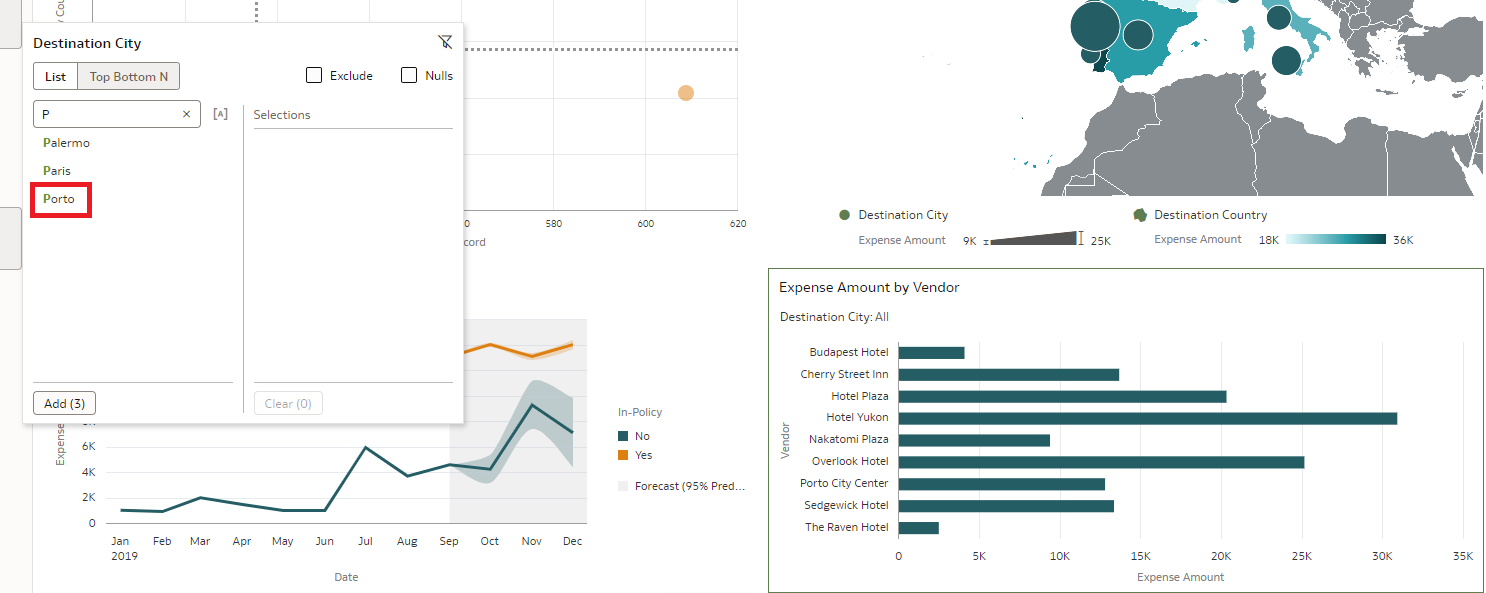 y Cou
Destination City
List
Top Bottom N
Exclude
Nulls
P
×
[A]
Selections
Palermo
Paris
Porto
Add (3)
Clear (0)
0
580
600
620
cord
Destination City
Expense Amount
9K
25K
Destination Country
Expense Amount
18K
36K
Expense
6K
4K
2K
0
Jan
2019
Feb
Mar
Apr
May
Jun
Jul
Aug
Sep
Oct
Nov
Dec
Date
In-Policy
No
Yes
Forecast (95% Pred...
Expense Amount by Vendor
Destination City: All
Vendor
Budapest Hotel
Cherry Street Inn
Hotel Plaza
Hotel Yukon
Nakatomi Plaza
Overlook Hotel
Porto City Center
Sedgewick Hotel
The Raven Hotel
0
5K
10K
15K
20K
25K
30K
35K
Expense Amount